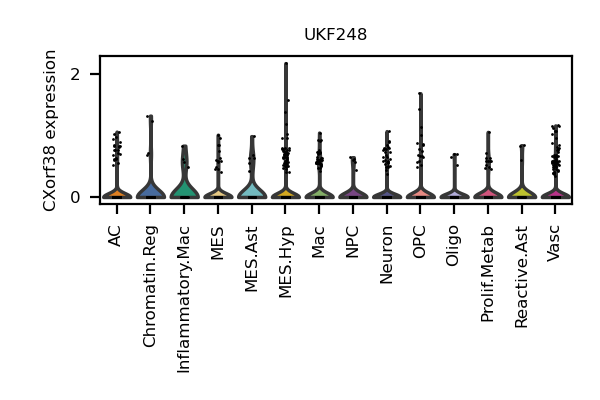 UKF248
CXorf38 expression
2
0
AC
Chromatin.Reg
Inflammatory.Mac
MES
MES.Ast
MES.Hyp
Mac
NPC
Neuron
OPC
Oligo
Prolif.Metab
Reactive.Ast
Vasc